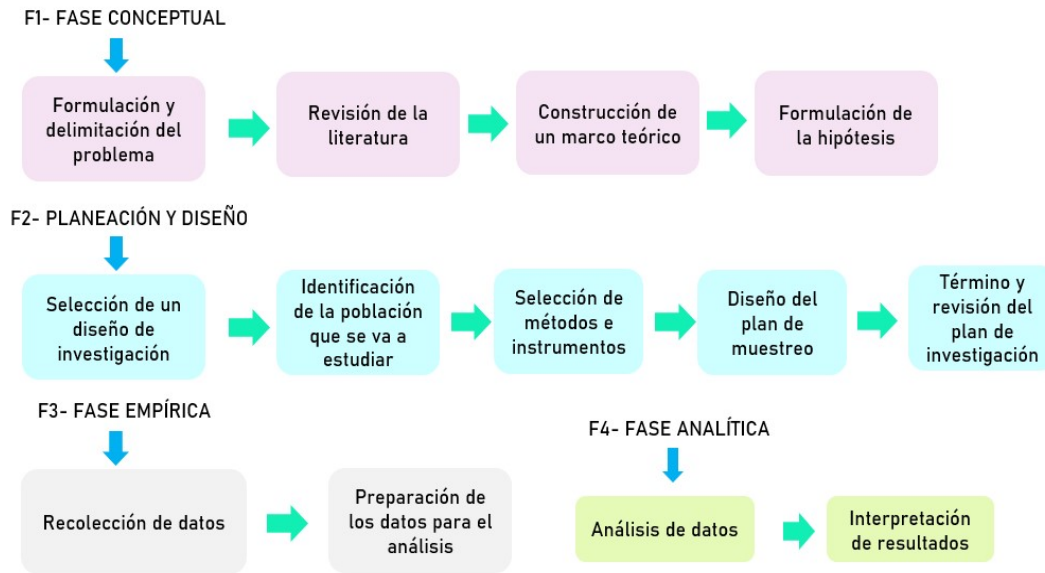 F1- FASE CONCEPTUAL
Formulación y
delimitación del
problema
Revisión de la
literatura
Construcción de
un marco teórico
Formulación de
la hipótesis
F2- PLANEACIÓN Y DISEÑO
Selección de un
diseño de
investigación
Identificación
de la población
que se va a
estudiar
Selección de
métodos e
instrumentos
Diseño del
plan de
muestreo
Término y
revisión del
plan de
investigación
F3- FASE EMPÍRICA
Recolección de datos
Preparación de
los datos para el
análisis
F4- FASE ANALÍTICA
Análisis de datos
Interpretación
de resultados